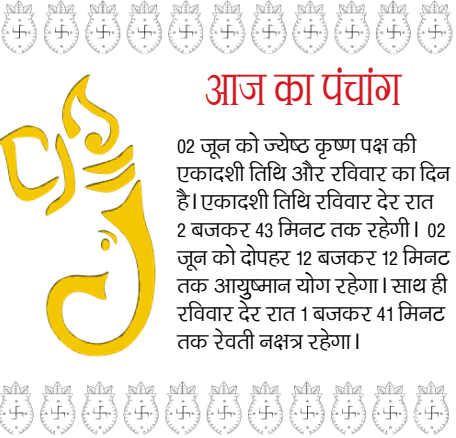 आज का पंचांग
02 जून को ज्येष्ठ कृष्ण पक्ष की
एकादशी तिथि और रविवार का दिन
है। एकादशी तिथि रविवार देर रात
2 बजकर 43 मिनट तक रहेगी। 02
जून को दोपहर 12 बजकर 12 मिनट
तक आयुष्मान योग रहेगा। साथ ही
रविवार देर रात 1 बजकर 41 मिनट
तक रेवती नक्षत्र रहेगा।